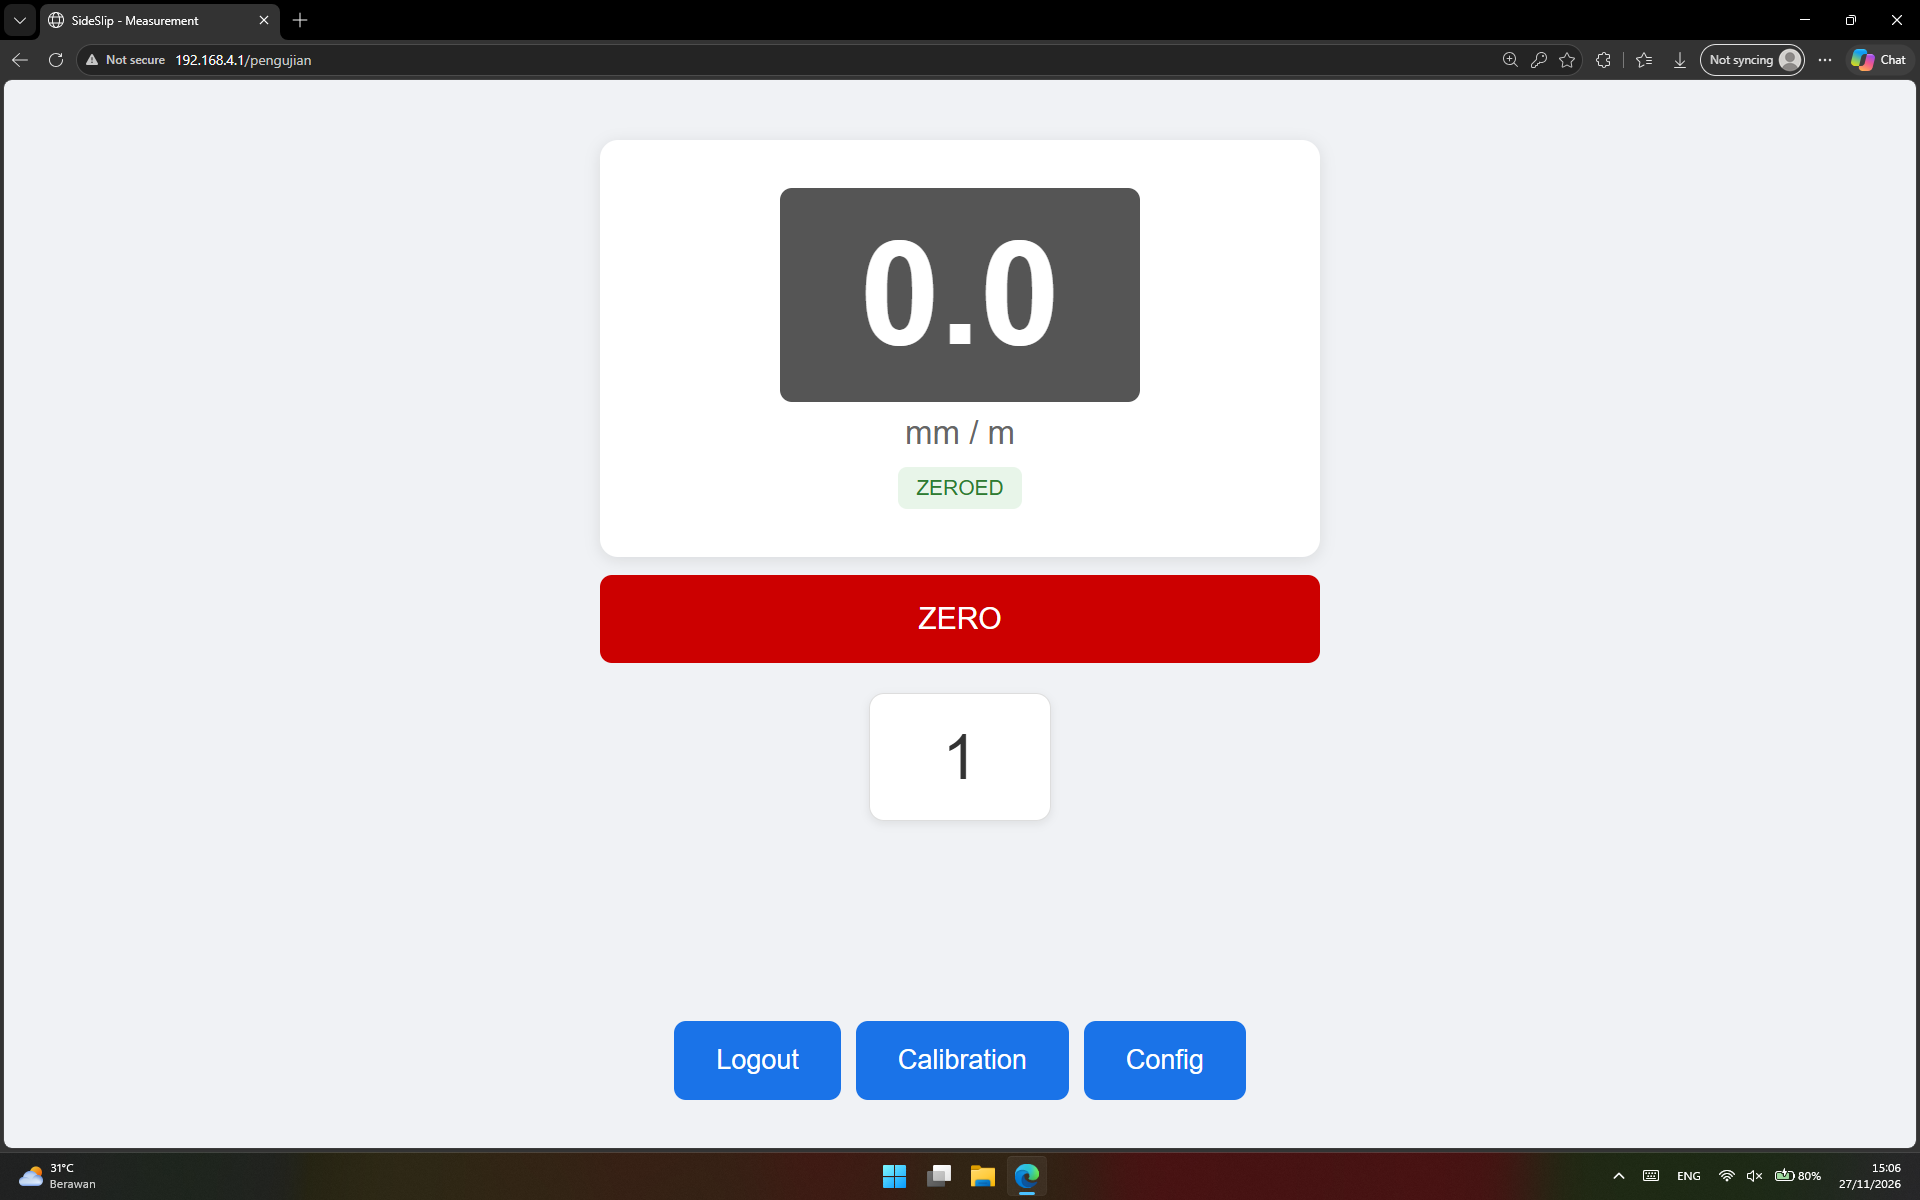 SideSlip - Measurement
Not secure 192.168.4.1/pengujian
Not syncing
Chat
0.0
mm / m
ZEROED
ZERO
1
Logout
Calibration
Config
31°C
Berawan
ENG
80%
15:06
27/11/2026